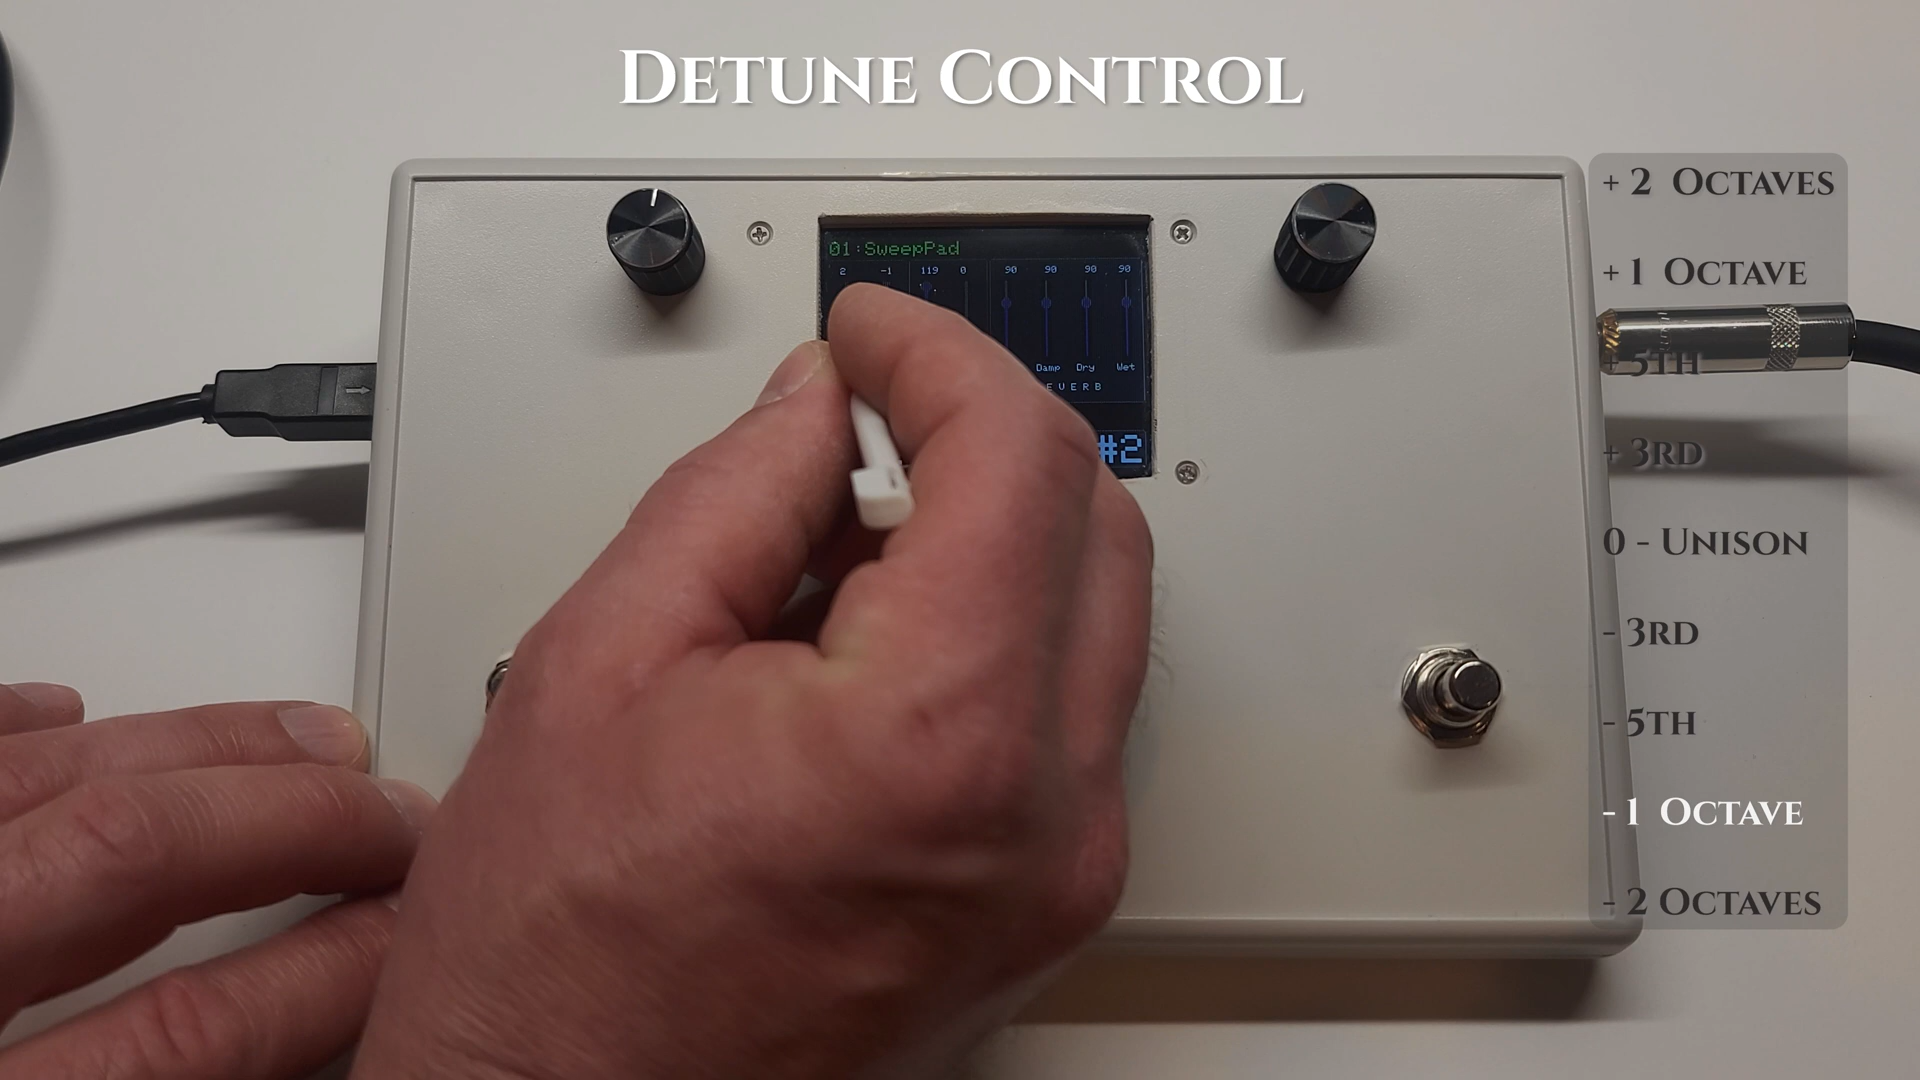 Detune Control
01:SweepPad
2 -1 119 0 90 90 90 90
Damp Dry Wet
EVERB
#2
+ 2 Octaves
+ 1 Octave
+ 5th
+ 3rd
0 - Unison
- 3rd
- 5th
- 1 Octave
- 2 Octaves